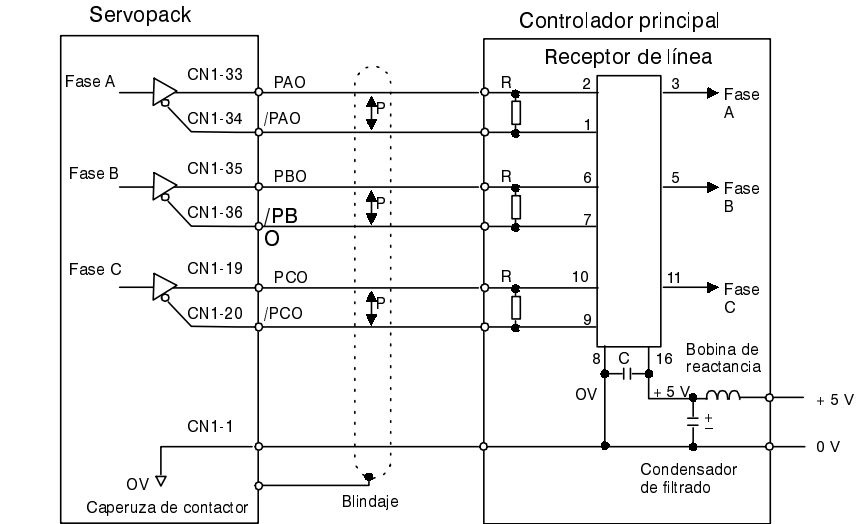 Servopack
Controlador principal
Receptor de línea
Fase A
CN1-33
PAO
P
R
2
3
Fase
A
CN1-34
/PAO
1
Fase B
CN1-35
PBO
P
R
6
5
Fase
B
CN1-36
/PB
O
7
Fase C
CN1-19
PCO
P
R
10
11
Fase
C
CN1-20
/PCO
9
8
C
16
Bobina de
reactancia
OV
+ 5 V
+ 5 V
+
–
CN1-1
0 V
OV
Caperuza de contactor
Blindaje
Condensador
de filtrado